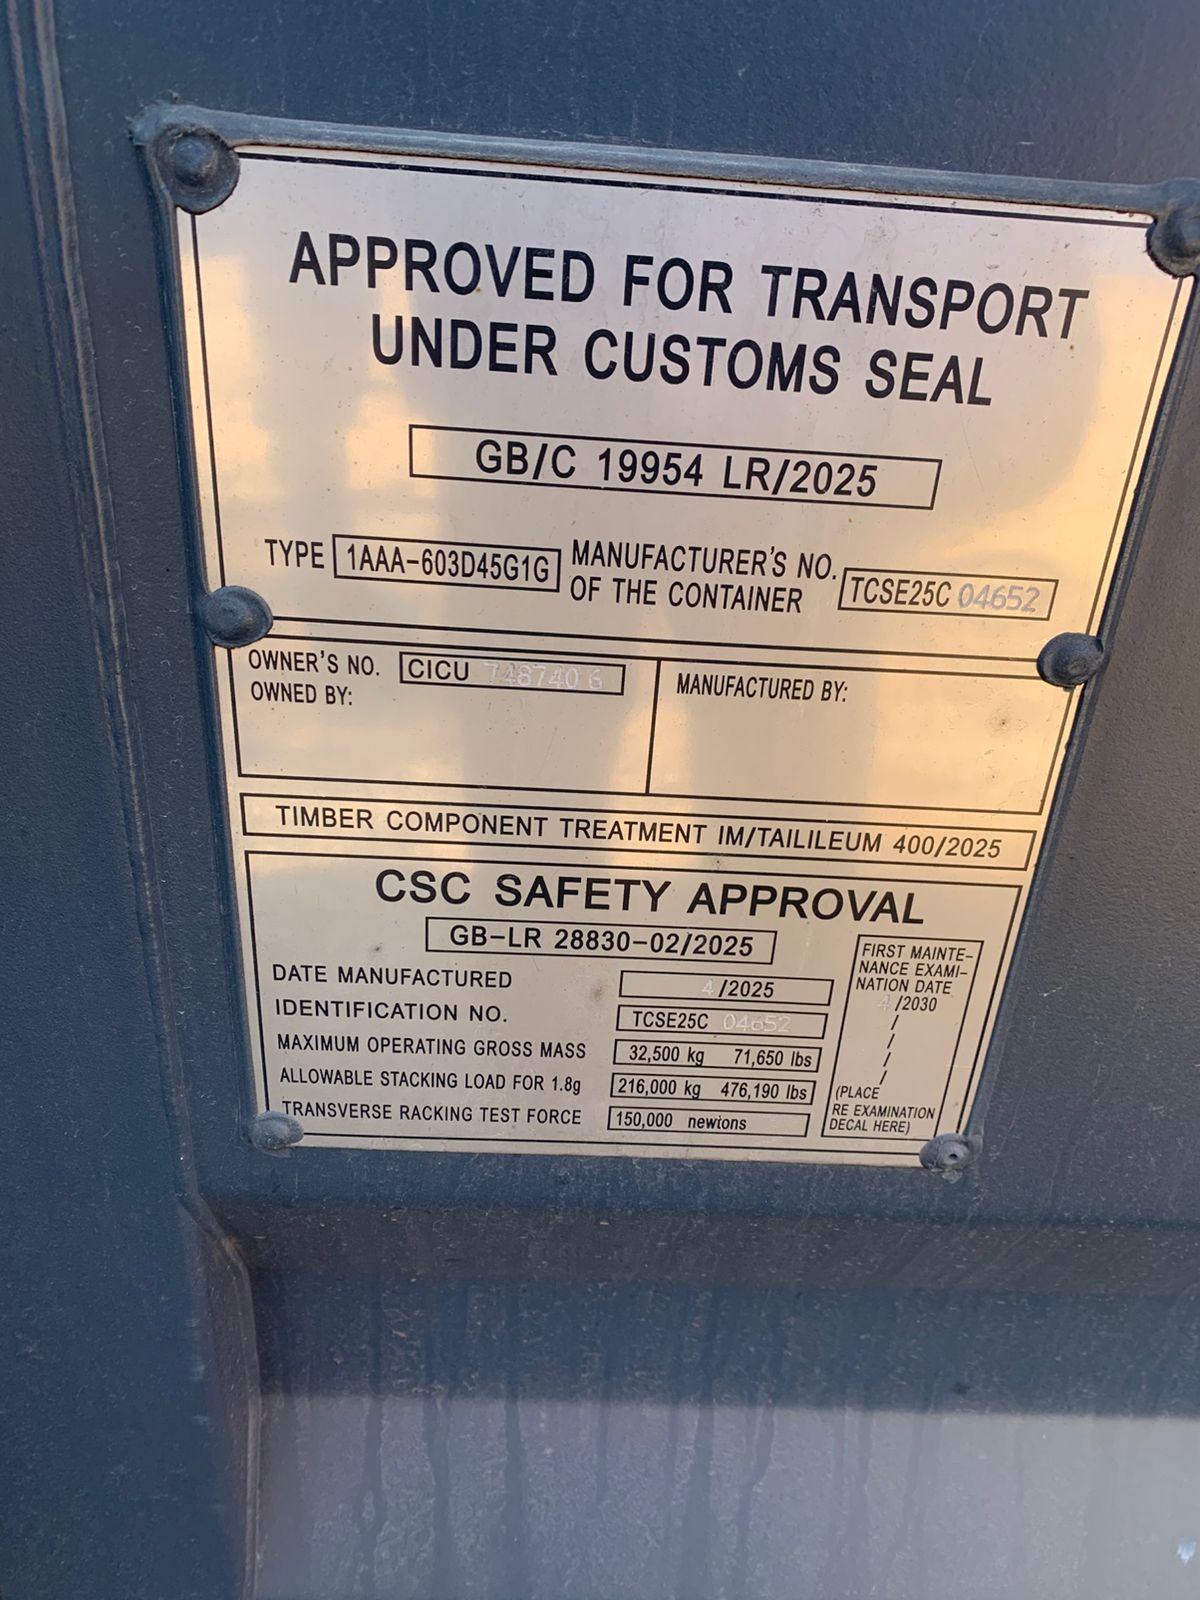 APPROVED FOR TRANSPORT
UNDER CUSTOMS SEAL
GB/C 19954 LR/2025
TYPE 1AAA-603D45G1G MANUFACTURER'S NO.
OF THE CONTAINER TCSE25C 04652
OWNER'S NO. CICU 748740 6
OWNED BY:
MANUFACTURED BY:
TIMBER COMPONENT TREATMENT IM/TAILILEUM 400/2025
CSC SAFETY APPROVAL
GB-LR 28830-02/2025
DATE MANUFACTURED 4/2025
IDENTIFICATION NO. TCSE25C 04652
MAXIMUM OPERATING GROSS MASS 32,500 kg 71,650 lbs
ALLOWABLE STACKING LOAD FOR 1.8g 216,000 kg 476,190 lbs
TRANSVERSE RACKING TEST FORCE 150,000 newtons
FIRST MAINTE-
NANCE EXAMI-
NATION DATE
4/2030
/
/
/
/
(PLACE
RE EXAMINATION
DECAL HERE)